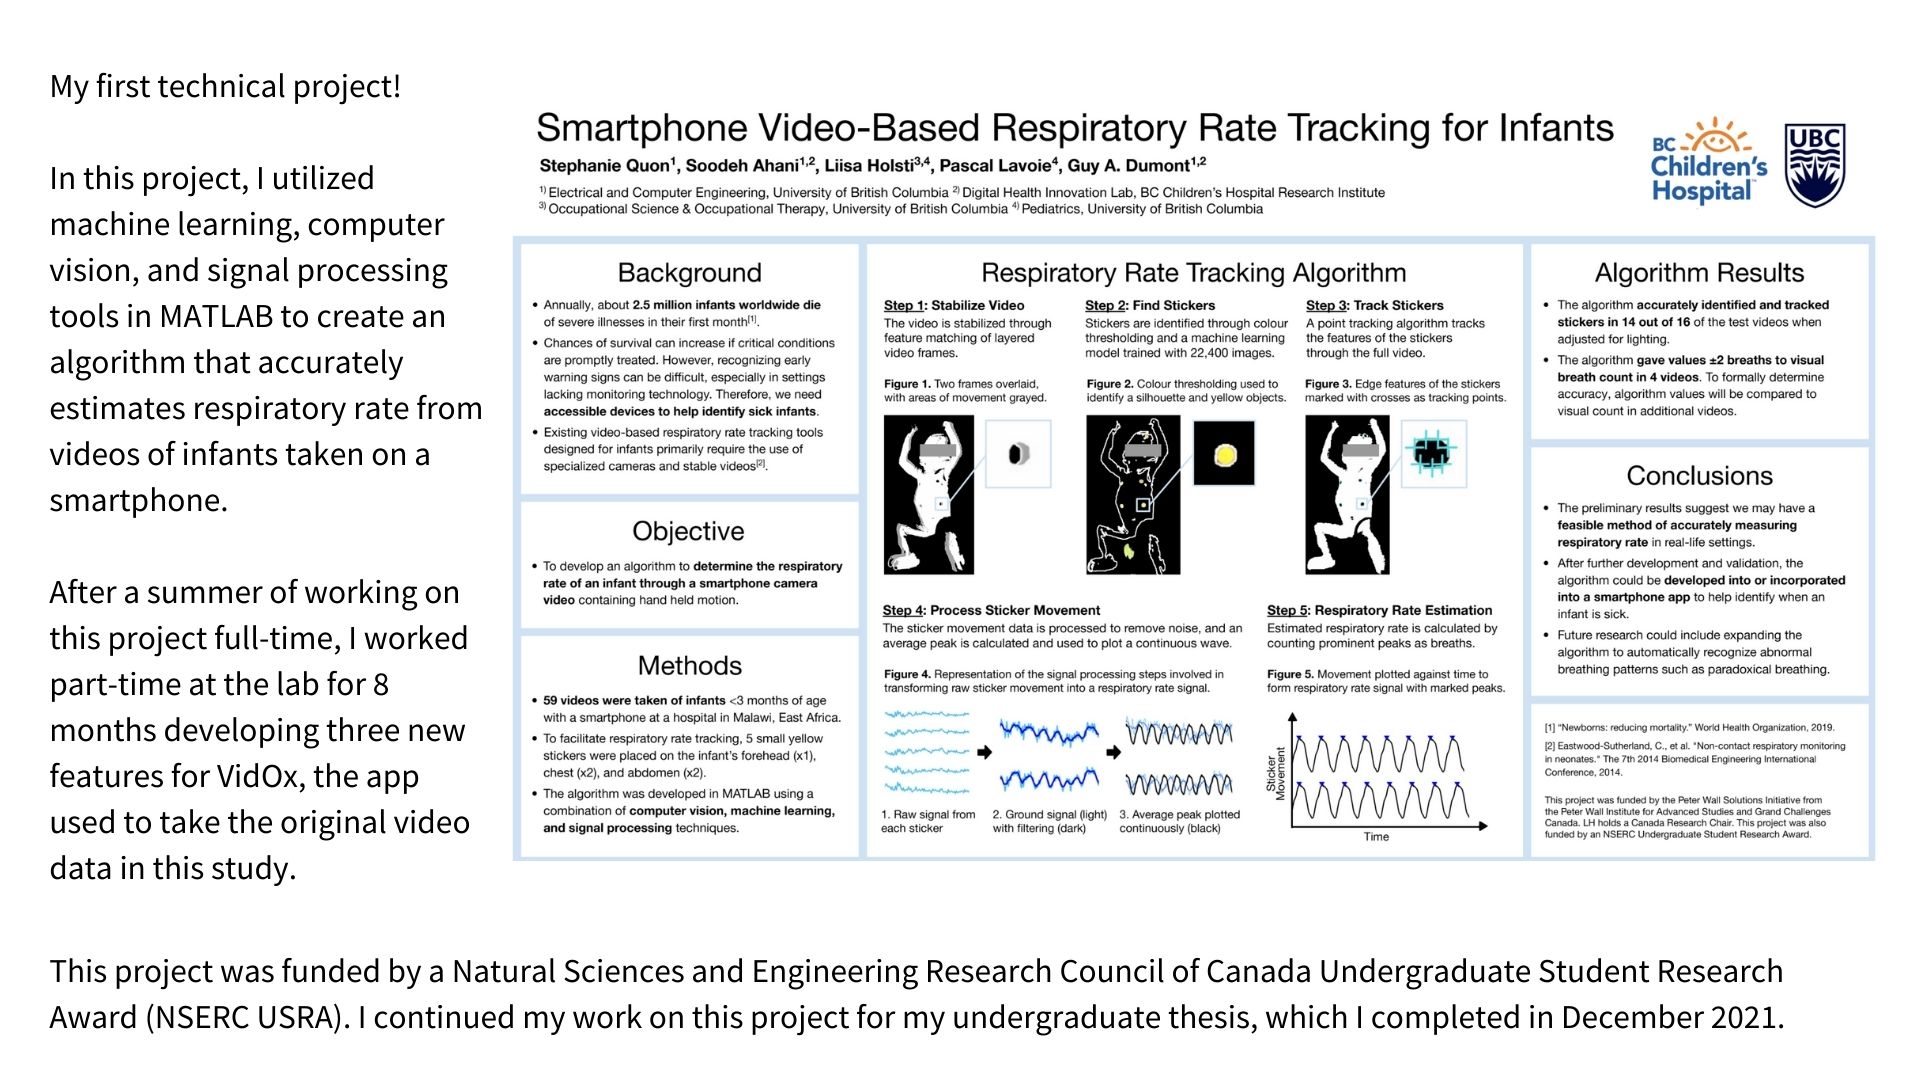 My first technical project!
In this project, I utilized
machine learning, computer
vision, and signal processing
tools in MATLAB to create an
algorithm that accurately
estimates respiratory rate from
videos of infants taken on a
smartphone.
After a summer of working on
this project full-time, I worked
part-time at the lab for 8
months developing three new
features for VidOx, the app
used to take the original video
data in this study.
Smartphone Video-Based Respiratory Rate Tracking for Infants
Stephanie Quon1, Soodeh Ahani1,2, Liisa Holsti3,4, Pascal Lavoie4, Guy A. Dumont1,2
1) Electrical and Computer Engineering, University of British Columbia 2) Digital Health Innovation Lab, BC Children's Hospital Research Institute
3) Occupational Science & Occupational Therapy, University of British Columbia 4) Pediatrics, University of British Columbia
BC
Children's
Hospital
UBC
Background
• Annually, about 2.5 million infants worldwide die
of severe illnesses in their first month[1].
• Chances of survival can increase if critical conditions
are promptly treated. However, recognizing early
warning signs can be difficult, especially in settings
lacking monitoring technology. Therefore, we need
accessible devices to help identify sick infants.
• Existing video-based respiratory rate tracking tools
designed for infants primarily require the use of
specialized cameras and stable videos[2].
Objective
• To develop an algorithm to determine the respiratory
rate of an infant through a smartphone camera
video containing hand held motion.
Methods
• 59 videos were taken of infants <3 months of age
with a smartphone at a hospital in Malawi, East Africa.
• To facilitate respiratory rate tracking, 5 small yellow
stickers were placed on the infant's forehead (x1),
chest (x2), and abdomen (x2).
• The algorithm was developed in MATLAB using a
combination of computer vision, machine learning,
and signal processing techniques.
Respiratory Rate Tracking Algorithm
Step 1: Stabilize Video
The video is stabilized through
feature matching of layered
video frames.
Figure 1. Two frames overlaid,
with areas of movement grayed.
Step 2: Find Stickers
Stickers are identified through colour
thresholding and a machine learning
model trained with 22,400 images.
Figure 2. Colour thresholding used to
identify a silhouette and yellow objects.
Step 3: Track Stickers
A point tracking algorithm tracks
the features of the stickers
through the full video.
Figure 3. Edge features of the stickers
marked with crosses as tracking points.
Step 4: Process Sticker Movement
The sticker movement data is processed to remove noise, and an
average peak is calculated and used to plot a continuous wave.
Figure 4. Representation of the signal processing steps involved in
transforming raw sticker movement into a respiratory rate signal.
1. Raw signal from
each sticker
2. Ground signal (light)
with filtering (dark)
3. Average peak plotted
continuously (black)
Step 5: Respiratory Rate Estimation
Estimated respiratory rate is calculated by
counting prominent peaks as breaths.
Figure 5. Movement plotted against time to
form respiratory rate signal with marked peaks.
Sticker
Movement
Time
Algorithm Results
• The algorithm accurately identified and tracked
stickers in 14 out of 16 of the test videos when
adjusted for lighting.
• The algorithm gave values ±2 breaths to visual
breath count in 4 videos. To formally determine
accuracy, algorithm values will be compared to
visual count in additional videos.
Conclusions
• The preliminary results suggest we may have a
feasible method of accurately measuring
respiratory rate in real-life settings.
• After further development and validation, the
algorithm could be developed into or incorporated
into a smartphone app to help identify when an
infant is sick.
• Future research could include expanding the
algorithm to automatically recognize abnormal
breathing patterns such as paradoxical breathing.
[1] "Newborns: reducing mortality." World Health Organization, 2019.
[2] Eastwood-Sutherland, C., et al. "Non-contact respiratory monitoring
in neonates." The 7th 2014 Biomedical Engineering International
Conference, 2014.
This project was funded by the Peter Wall Solutions Initiative from
the Peter Wall Institute for Advanced Studies and Grand Challenges
Canada. LH holds a Canada Research Chair. This project was also
funded by an NSERC Undergraduate Student Research Award.
This project was funded by a Natural Sciences and Engineering Research Council of Canada Undergraduate Student Research
Award (NSERC USRA). I continued my work on this project for my undergraduate thesis, which I completed in December 2021.